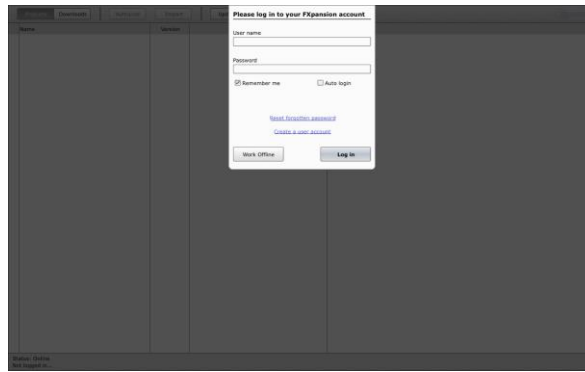 Download
Please log in to your FXpansion account
Name
Version
User name
Password
Remember me
Auto login
Reset forgotten password
Create a user account
Work Offline
Log in
Status: Online
Not logged in...